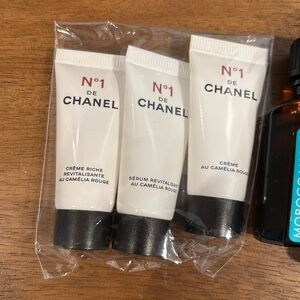 N°1
DE
CHANEL
CRÈME RICHE
REVITALISANTE
AU CAMÉLIA ROUGE
N°1
DE
CHANEL
SÉRUM REVITALISANT
AU CAMÉLIA ROUGE
N°1
DE
CHANEL
CRÈME
AU CAMÉLIA ROUGE